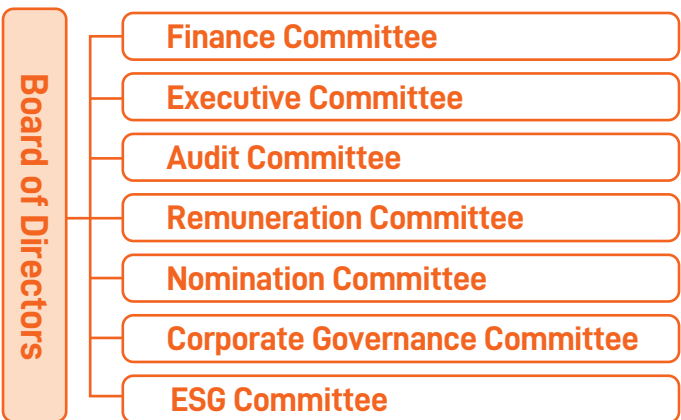 Board of Directors
Finance Committee
Executive Committee
Audit Committee
Remuneration Committee
Nomination Committee
Corporate Governance Committee
ESG Committee